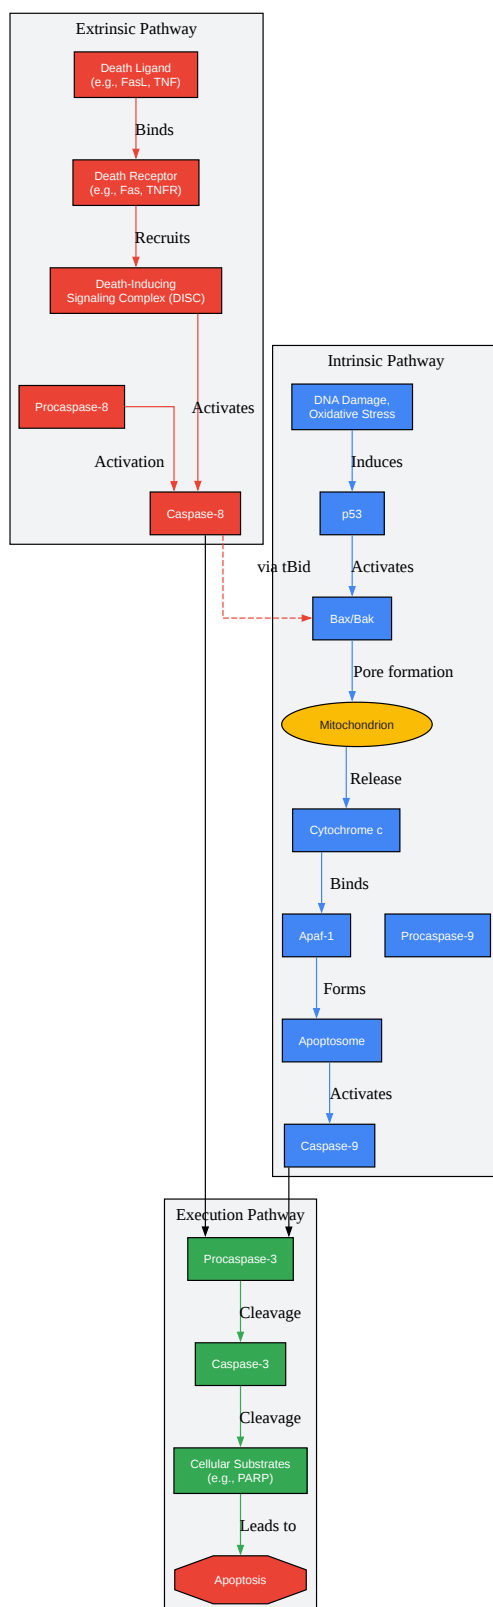 Extrinsic Pathway
Death Ligand
(e.g., FasL, TNF)
Binds
Death Receptor
(e.g., Fas, TNFR)
Recruits
Death-Inducing
Signaling Complex (DISC)
Procaspase-8
Activates
Activation
Caspase-8
Intrinsic Pathway
DNA Damage,
Oxidative Stress
Induces
p53
via tBid
Activates
Bax/Bak
Pore formation
Mitochondrion
Release
Cytochrome c
Binds
Apaf-1
Procaspase-9
Forms
Apoptosome
Activates
Caspase-9
Execution Pathway
Procaspase-3
Cleavage
Caspase-3
Cleavage
Cellular Substrates
(e.g., PARP)
Leads to
Apoptosis